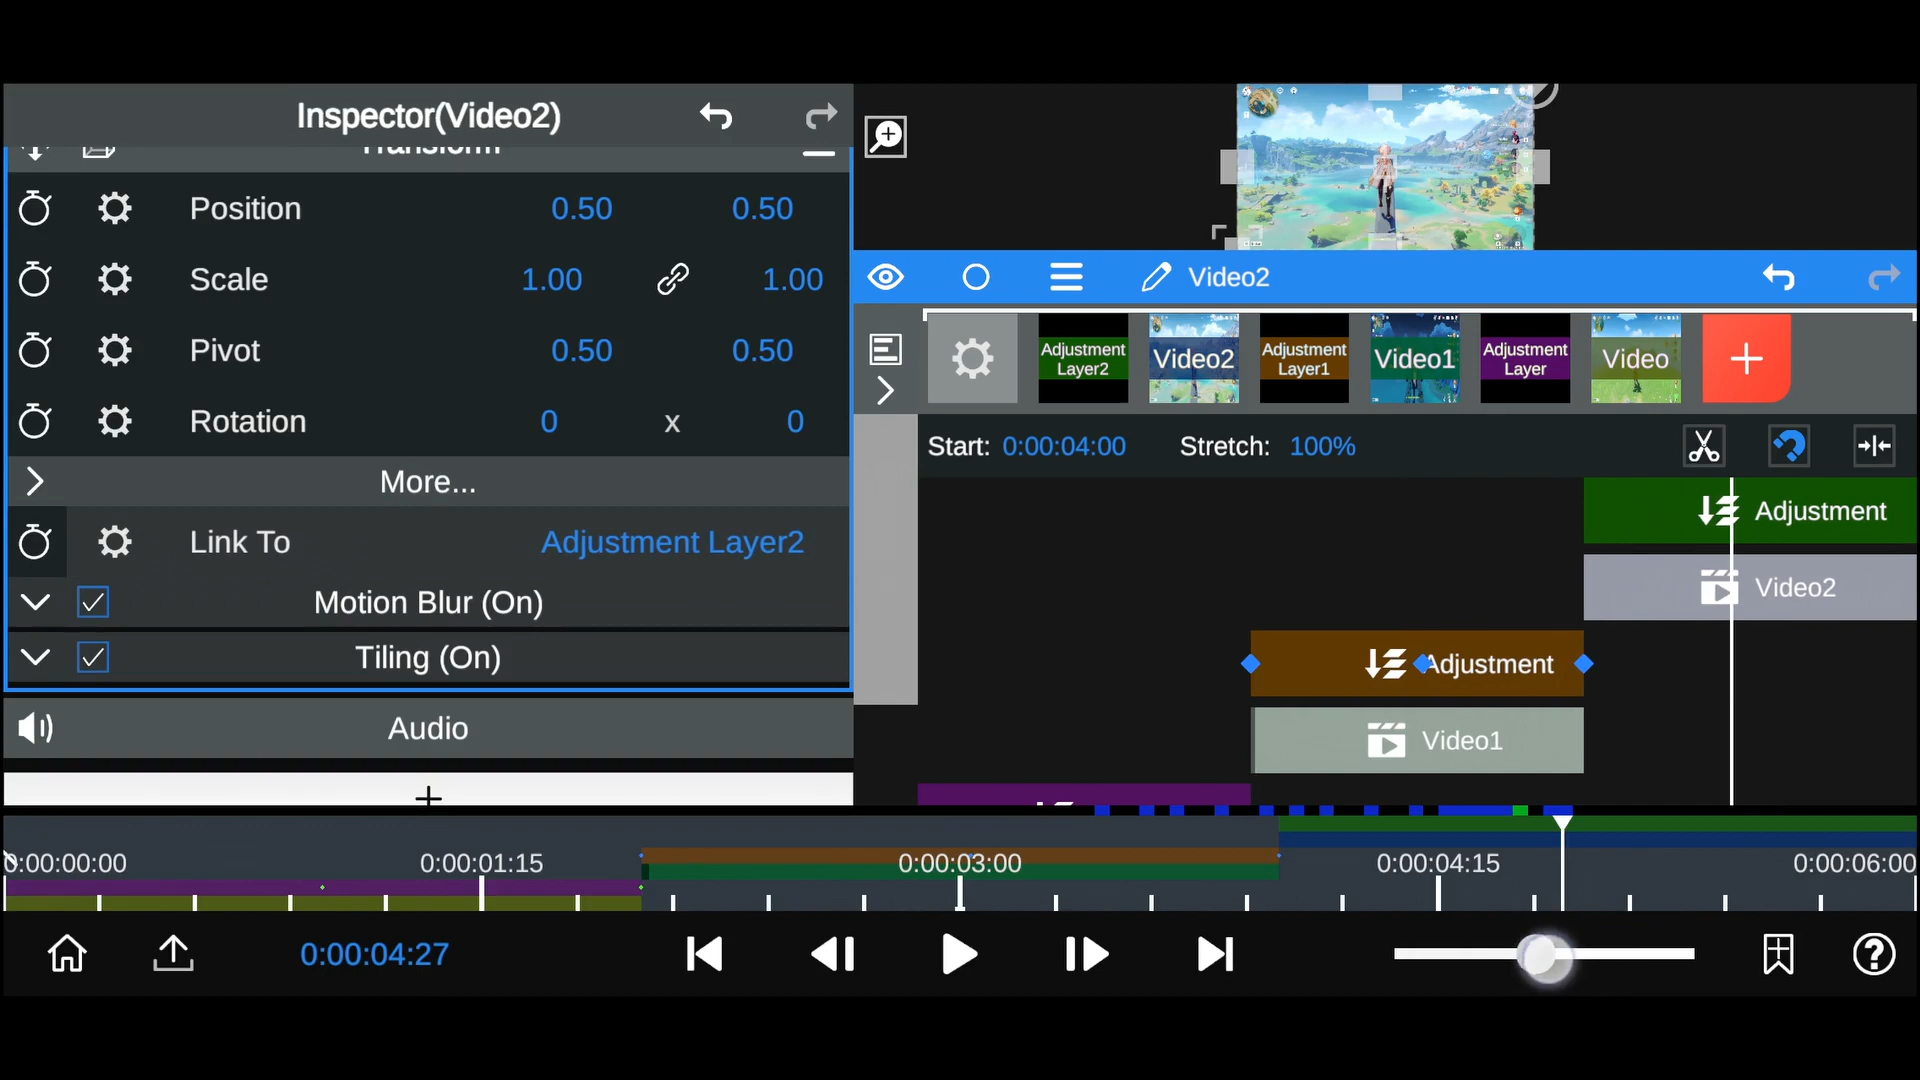 Inspector(Video2)
Transform
Position 0.50 0.50
Scale 1.00 1.00
Pivot 0.50 0.50
Rotation 0 x 0
More...
Link To Adjustment Layer2
Motion Blur (On)
Tiling (On)
Audio
Video2
Adjustment Layer2
Video2
Adjustment Layer1
Video1
Adjustment Layer
Video
Start: 0:00:04:00 Stretch: 100%
Adjustment
Video2
Adjustment
Video1
0:00:00:00 0:00:01:15 0:00:03:00 0:00:04:15 0:00:06:00
0:00:04:27